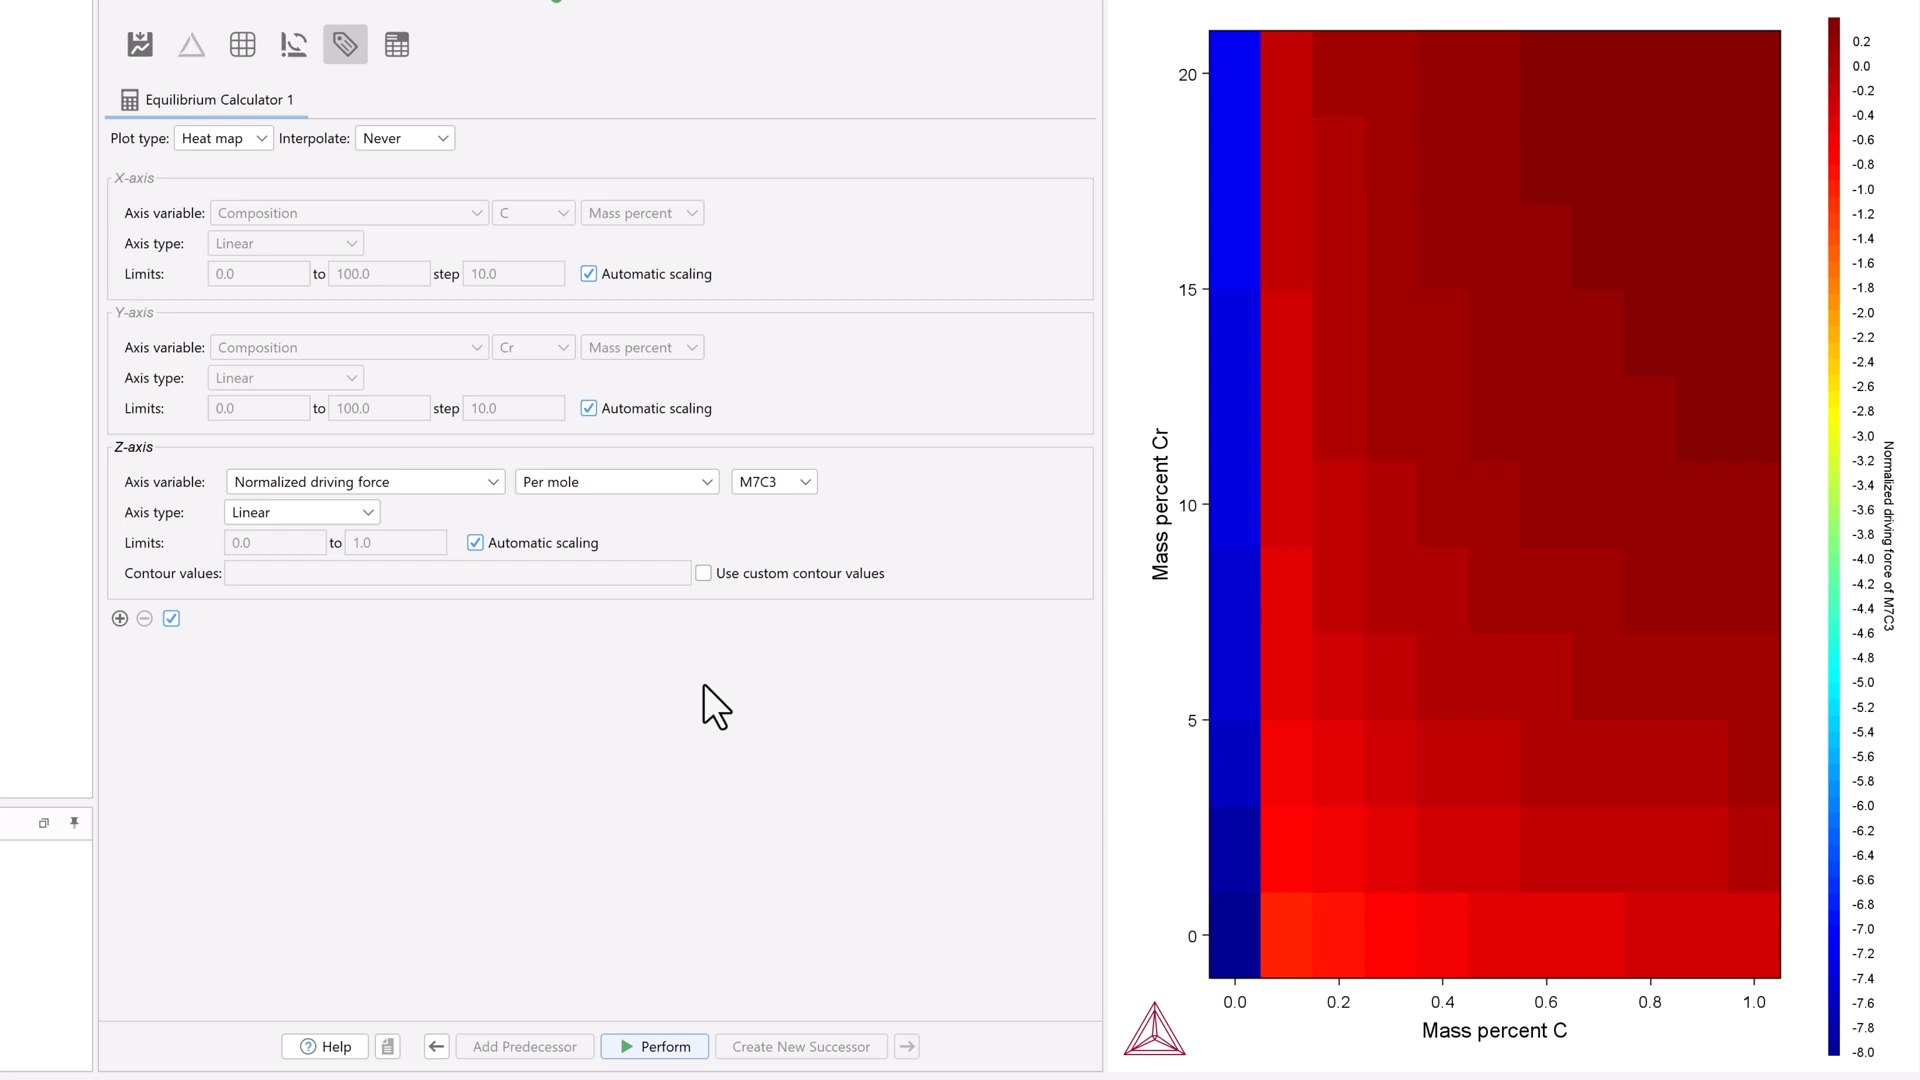 Equilibrium Calculator 1
Plot type: Heat map Interpolate: Never
X-axis
Axis variable: Composition C Mass percent
Axis type: Linear
Limits: 0.0 to 100.0 step 10.0 Automatic scaling
Y-axis
Axis variable: Composition Cr Mass percent
Axis type: Linear
Limits: 0.0 to 100.0 step 10.0 Automatic scaling
Z-axis
Axis variable: Normalized driving force Per mole M7C3
Axis type: Linear
Limits: 0.0 to 1.0 Automatic scaling
Contour values: Use custom contour values
Help Add Predecessor Perform Create New Successor
20
15
10
5
0
Mass percent Cr
0.0 0.2 0.4 0.6 0.8 1.0
Mass percent C
0.2
0.0
-0.2
-0.4
-0.6
-0.8
-1.0
-1.2
-1.4
-1.6
-1.8
-2.0
-2.2
-2.4
-2.6
-2.8
-3.0
-3.2
-3.4
-3.6
-3.8
-4.0
-4.2
-4.4
-4.6
-4.8
-5.0
-5.2
-5.4
-5.6
-5.8
-6.0
-6.2
-6.4
-6.6
-6.8
-7.0
-7.2
-7.4
-7.6
-7.8
-8.0
Normalized driving force of M7C3